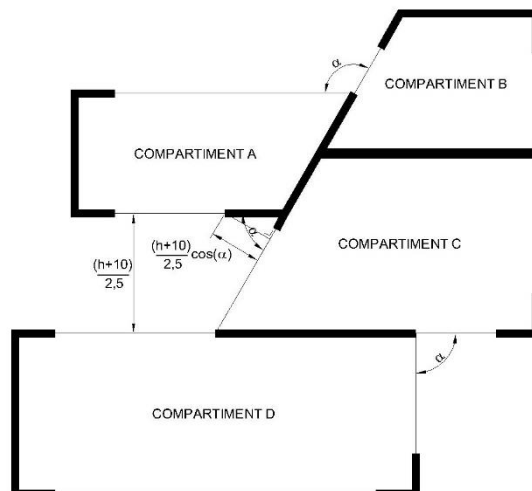 α
COMPARTIMENT B
COMPARTIMENT A
α
(h+10)
2,5
(h+10)
2,5
cos(α)
COMPARTIMENT C
α
COMPARTIMENT D